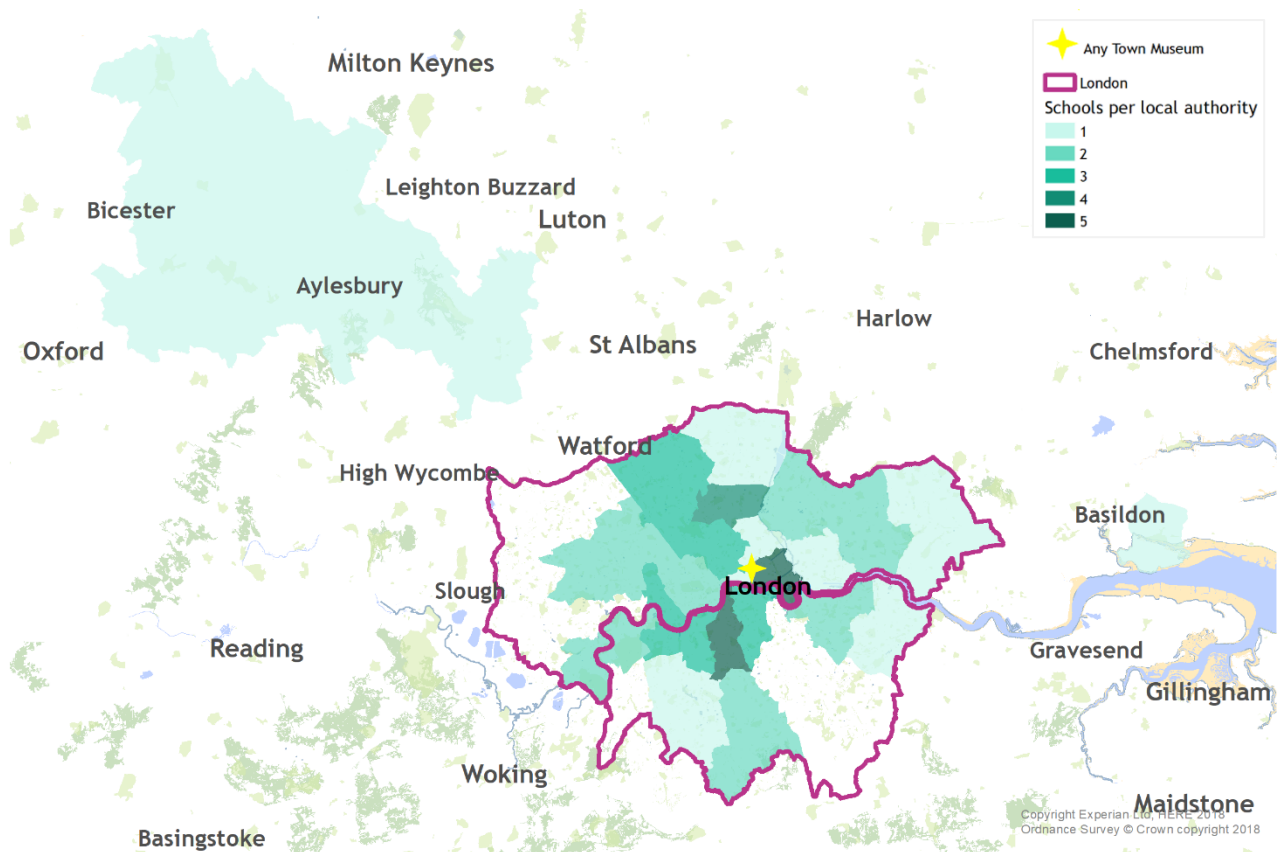 Milton Keynes
Leighton Buzzard
Bicester
Luton
Aylesbury
Harlow
Oxford
St Albans
Chelmsford
Watford
High Wycombe
Basildon
London
Slough
Reading
Gravesend
Gillingham
Woking
Maidstone
Basingstoke
Any Town Museum
London
Schools per local authority
1
2
3
4
5
Copyright Experian Ltd, HERE 2018
Ordnance Survey © Crown copyright 2018